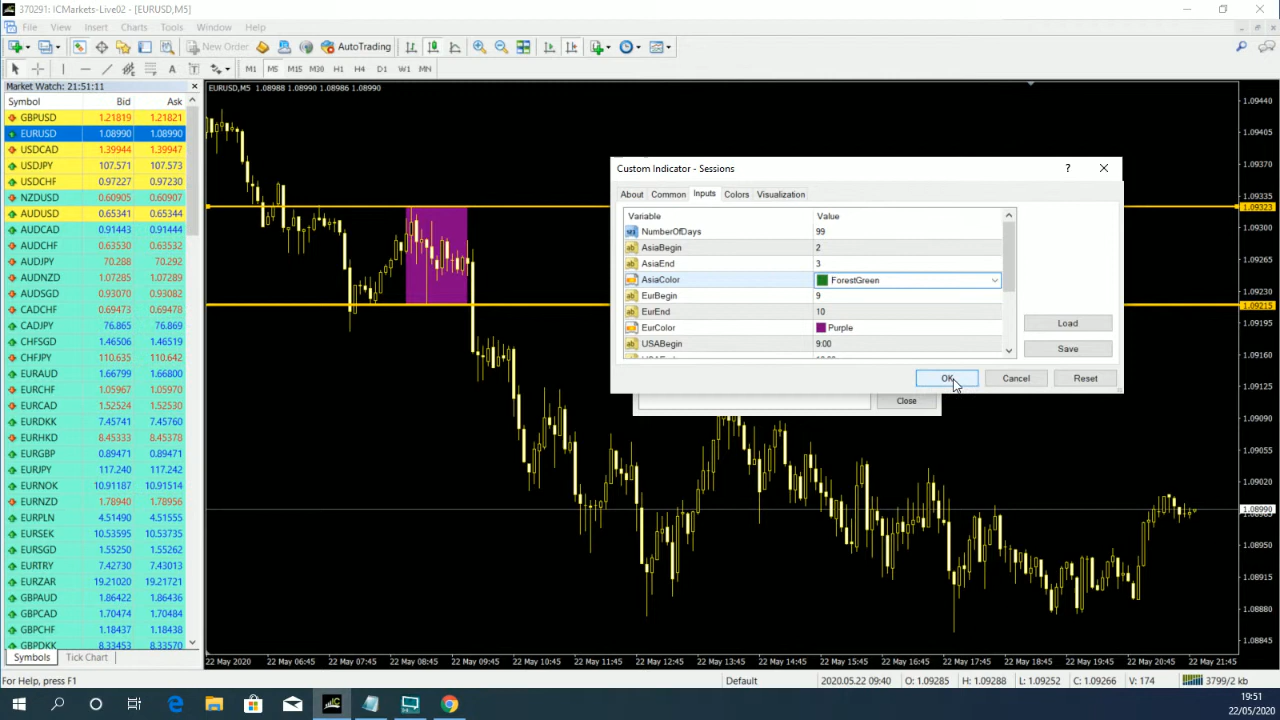 370291: ICMarkets-Live02 - [EURUSD,M5]
File View Insert Charts Tools Window Help
New Order AutoTrading
A T M1 M5 M15 M30 H1 H4 D1 W1 MN
Market Watch: 21:51:11
Symbol Bid Ask
GBPUSD 1.21819 1.21821
EURUSD 1.08990 1.08990
USDCAD 1.39944 1.39947
USDJPY 107.571 107.573
USDCHF 0.97227 0.97230
NZDUSD 0.60905 0.60907
AUDUSD 0.65341 0.65344
AUDCAD 0.91443 0.91444
AUDCHF 0.63530 0.63532
AUDJPY 70.288 70.292
AUDNZD 1.07285 1.07289
AUDSGD 0.93070 0.93082
CADCHF 0.69473 0.69478
CADJPY 76.865 76.869
CHFSGD 1.46506 1.46519
CHFJPY 110.635 110.642
EURAUD 1.66799 1.66800
EURCHF 1.05967 1.05970
EURCAD 1.52524 1.52530
EURDKK 7.45741 7.45760
EURHKD 8.45333 8.45378
EURGBP 0.89471 0.89471
EURJPY 117.240 117.242
EURNOK 10.91187 10.91514
EURNZD 1.78940 1.78956
EURPLN 4.51490 4.51555
EURSEK 10.53595 10.53735
EURSGD 1.55250 1.55262
EURTRY 7.42730 7.43013
EURZAR 19.21020 19.21721
GBPAUD 1.86422 1.86436
GBPCAD 1.70474 1.70484
GBPCHF 1.18437 1.18438
GBPDKK 8.33453 8.33570
Symbols Tick Chart
EURUSD,M5 1.08988 1.08990 1.08986 1.08990
Custom Indicator - Sessions ?
About Common Inputs Colors Visualization
Variable Value
NumberOfDays 99
AsiaBegin 2
AsiaEnd 3
AsiaColor ForestGreen
EurBegin 9
EurEnd 10
EurColor Purple
USABegin 9:00
Load
Save
OK Cancel Reset
Close
1.09440
1.09405
1.09370
1.09335
1.09323
1.09300
1.09265
1.09230
1.09215
1.09195
1.09160
1.09125
1.09090
1.09055
1.09020
1.08990
1.08950
1.08915
1.08880
1.08845
22 May 2020 22 May 06:45 22 May 07:45 22 May 08:45 22 May 09:45 22 May 10:45 22 May 11:45 22 May 12:45 22 May 13:45 22 May 14:45 22 May 15:45 22 May 16:45 22 May 17:45 22 May 18:45 22 May 19:45 22 May 20:45 22 May 21:45
For Help, press F1 Default 2020.05.22 09:40 O: 1.09285 H: 1.09288 L: 1.09252 C: 1.09266 V: 174 3799/2 kb
19:51
22/05/2020